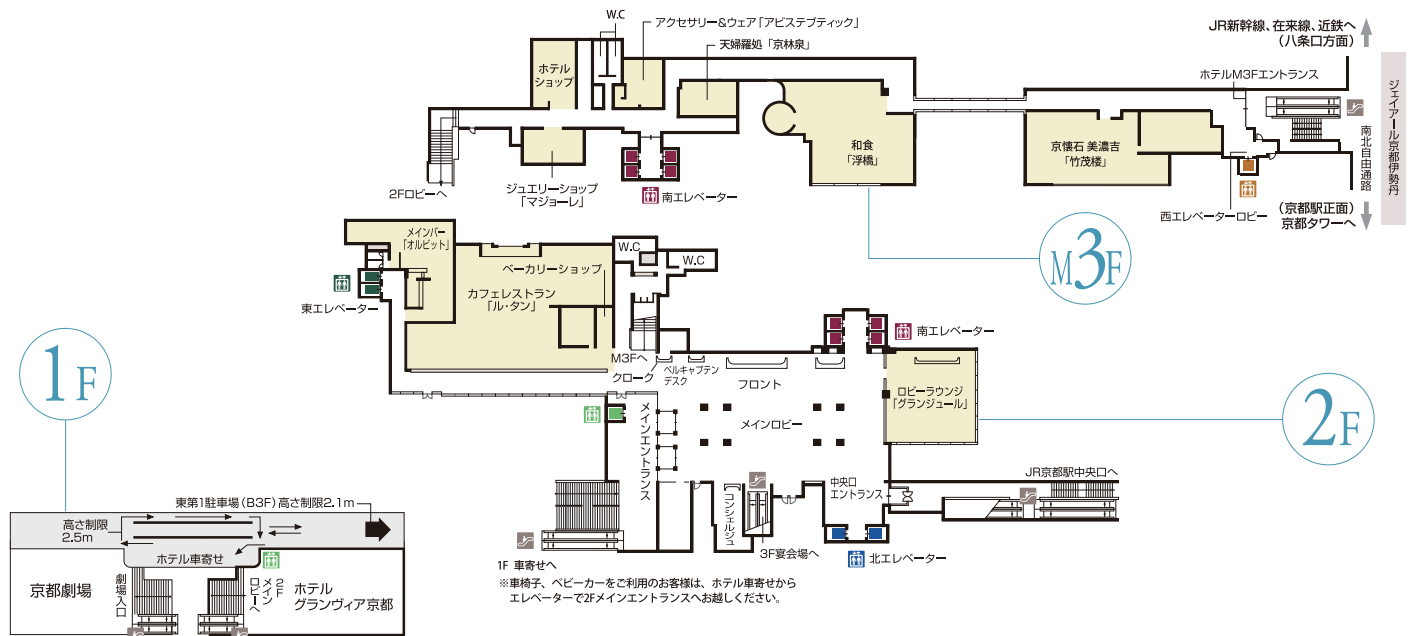 W.C
アクセサリー&ウェア「アビステブティック」
天婦羅処「京林泉」
ホテル
ショップ
JR新幹線、在来線、近鉄へ
(八条口方面)
ホテルM3Fエントランス
ジェイアール京都伊勢丹
南北自由通路
和食
「浮橋」
京懐石 美濃吉
「竹茂楼」
2Fロビーへ
ジュエリーショップ
「マジョーレ」
南エレベーター
西エレベーターロビー
(京都駅正面)
京都タワーへ
M3F
メインバー
「オルビット」
W.C
W.C
ベーカリーショップ
カフェレストラン
「ル・タン」
東エレベーター
南エレベーター
M3Fへ
クローク
ベルキャプテン
デスク
フロント
ロビーラウンジ
「グランジュール」
1F
2F
メインエントランス
メインロビー
コンシェルジュ
中央口
エントランス
JR京都駅中央口へ
3F宴会場へ
北エレベーター
1F 車寄せへ
※車椅子、ベビーカーをご利用のお客様は、ホテル車寄せから
エレベーターで2Fメインエントランスへお越しください。
東第1駐車場(B3F)高さ制限2.1m
高さ制限
2.5m
ホテル車寄せ
京都劇場
劇場入口
2F
メイン
ロビーへ
ホテル
グランヴィア京都